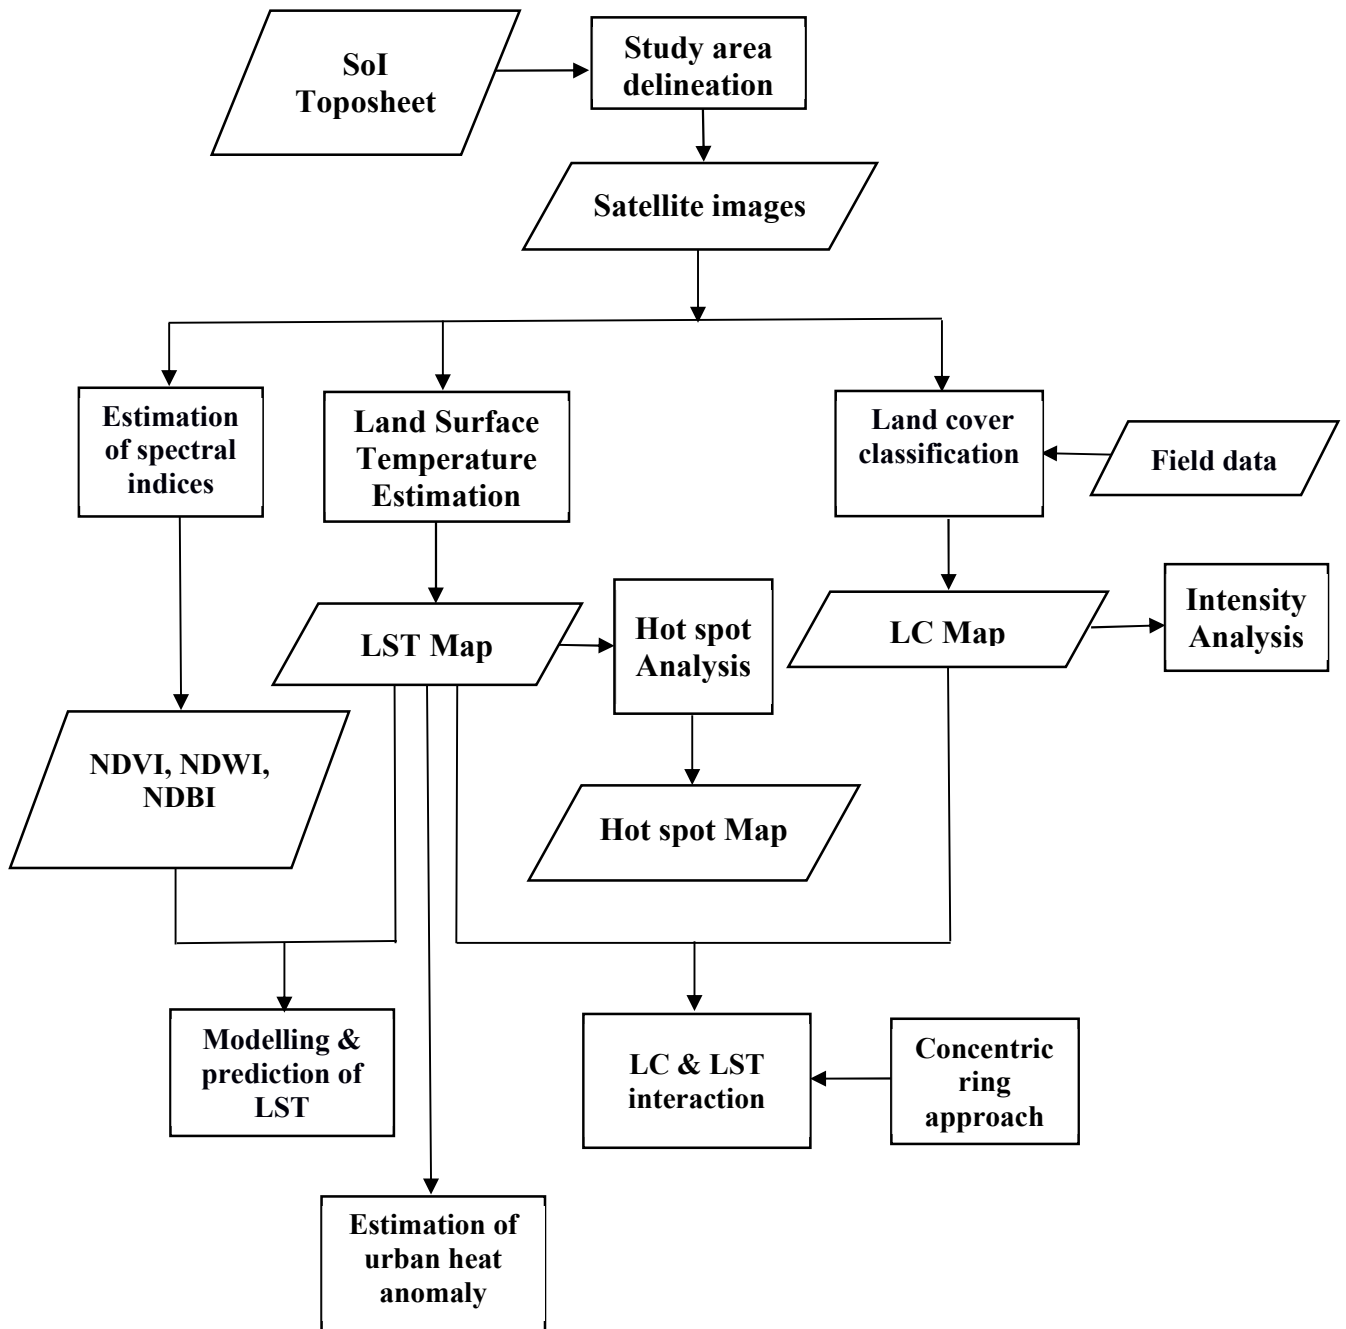 SoI
Toposheet
Study area
delineation
Satellite images
Estimation
of spectral
indices
Land Surface
Temperature
Estimation
Land cover
classification
Field data
LST Map
Hot spot
Analysis
LC Map
Intensity
Analysis
NDVI, NDWI,
NDBI
Hot spot Map
Modelling &
prediction of
LST
LC & LST
interaction
Concentric
ring
approach
Estimation of
urban heat
anomaly